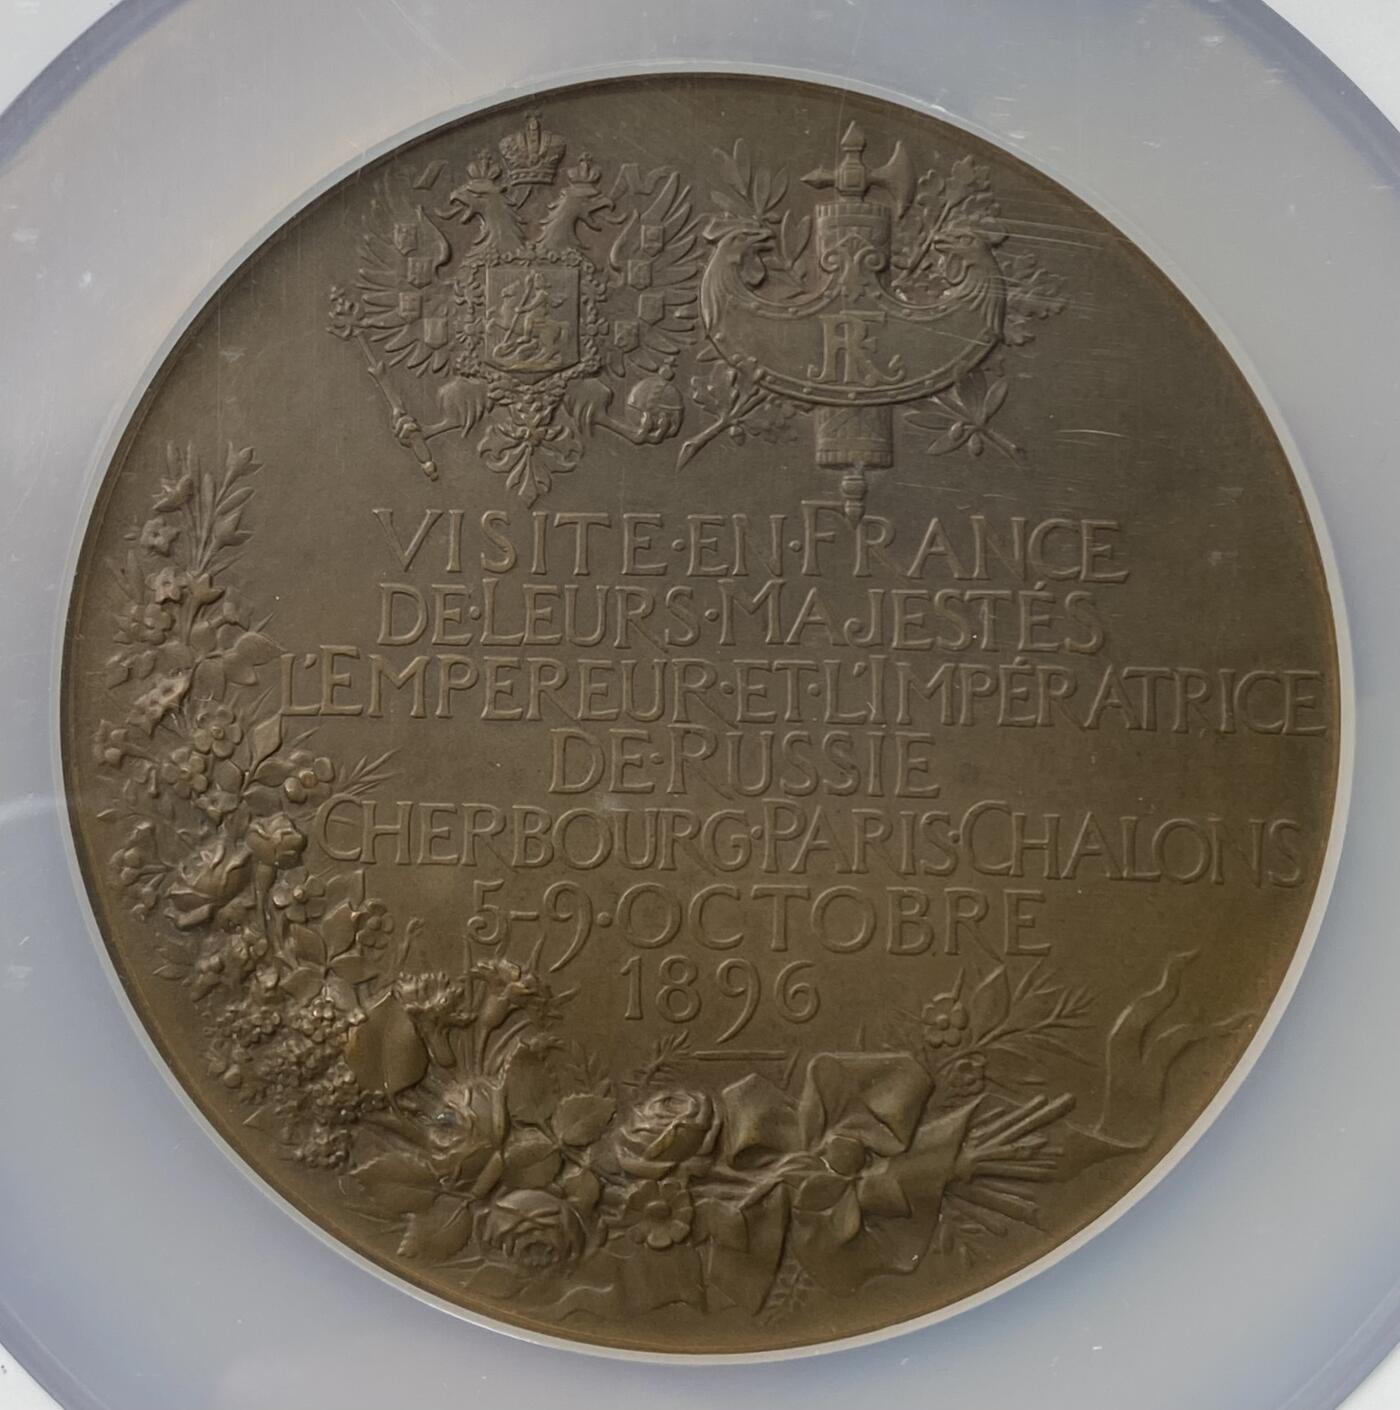 RF
VISITE·EN·FRANCE
DE·LEURS·MAJESTÉS
L'EMPEREUR·ET·L'IMPÉRATRICE
DE·RUSSIE
CHERBOURG·PARIS·CHALONS
5-9·OCTOBRE
1896